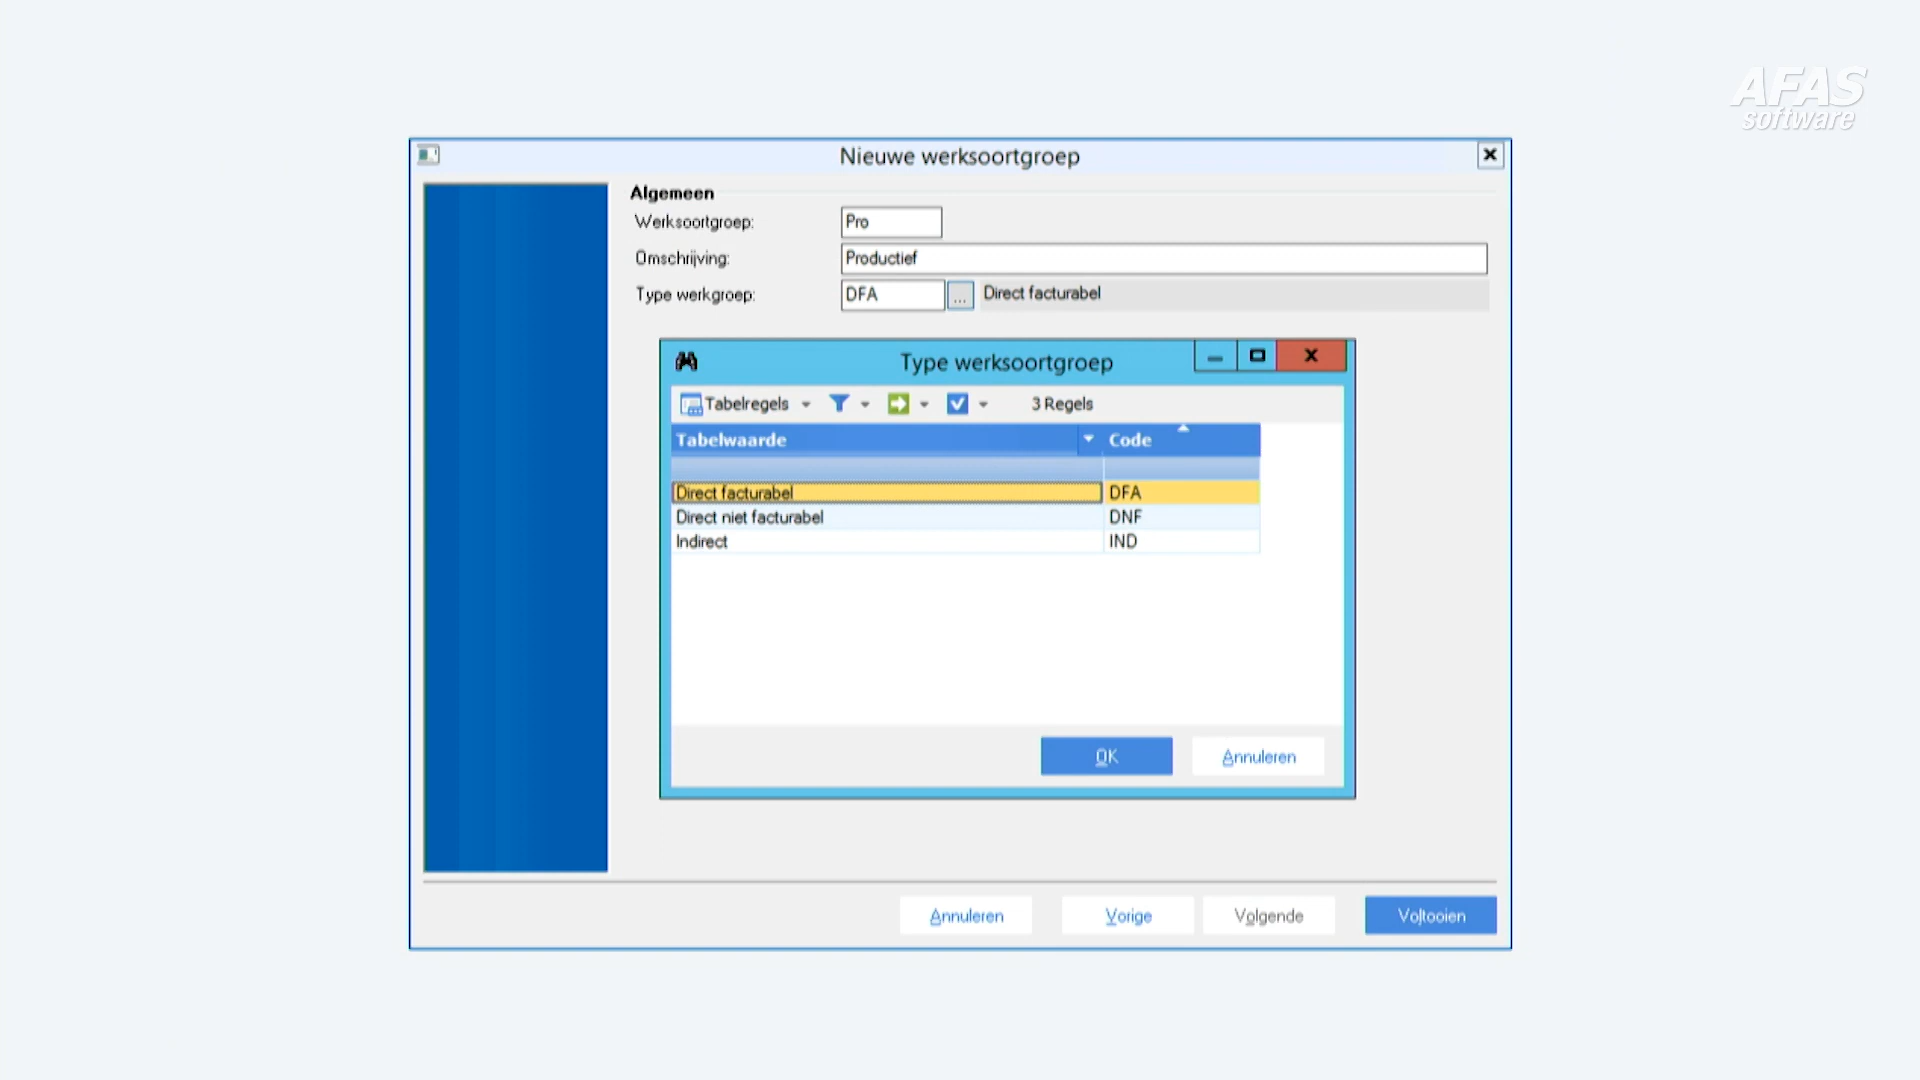 AFAS
software
Nieuwe werksoortgroep
Algemeen
Werksoortgroep: Pro
Omschrijving: Productief
Type werkgroep: DFA ... Direct facturabel
Type werksoortgroep
Tabelregels 3 Regels
Tabelwaarde Code
Direct facturabel DFA
Direct niet facturabel DNF
Indirect IND
OK Annuleren
Annuleren Vorige Volgende Voltooien